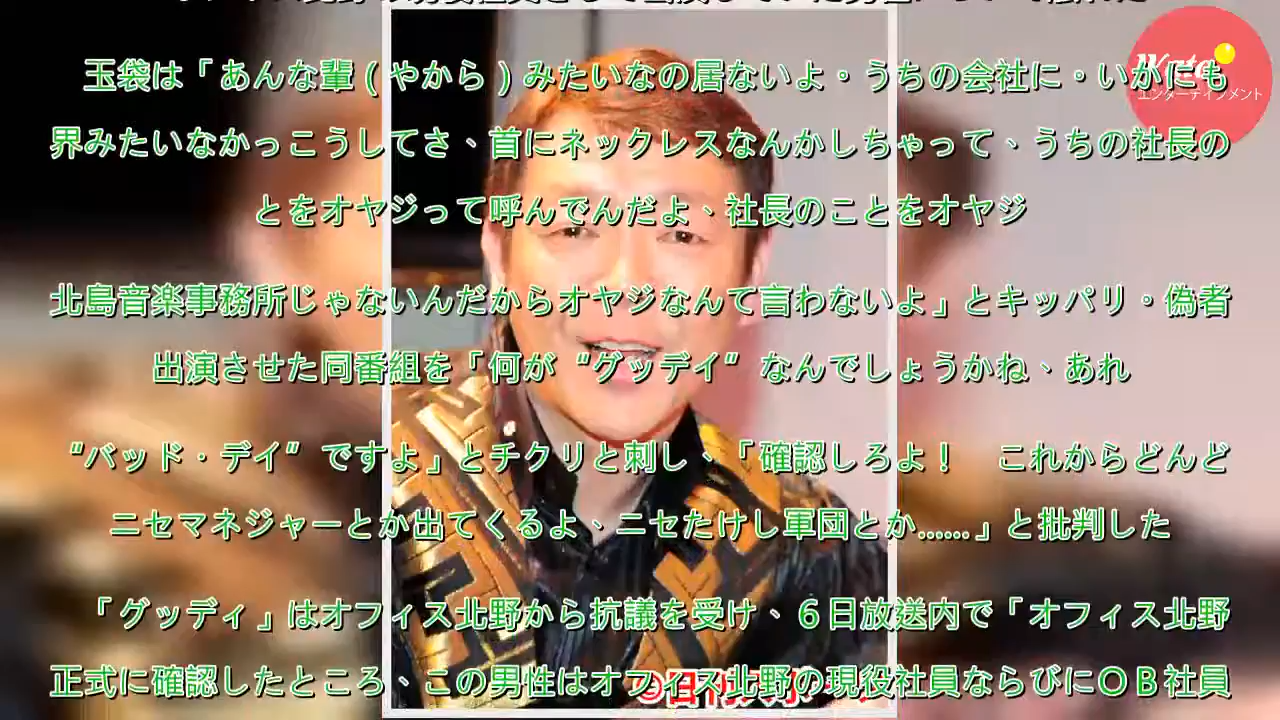 玉袋は「あんな輩(やから)みたいなの居ないよ・うちの会社に・いかにも
界みたいなかっこうしてさ、首にネックレスなんかしちゃって、うちの社長の
とをオヤジって呼んでんだよ、社長のことをオヤジ
北島音楽事務所じゃないんだからオヤジなんて言わないよ」とキッパリ・偽者
出演させた同番組を「何が“グッデイ”なんでしょうかね、あれ
“バッド・デイ”ですよ」とチクリと刺し、「確認しろよ！　これからどんど
ニセマネジャーとか出てくるよ、ニセたけし軍団とか……」と批判した
「グッディ」はオフィス北野から抗議を受け、６日放送内で「オフィス北野
正式に確認したところ、この男性はオフィス北野の現役社員ならびにＯＢ社員
エンターテインメント